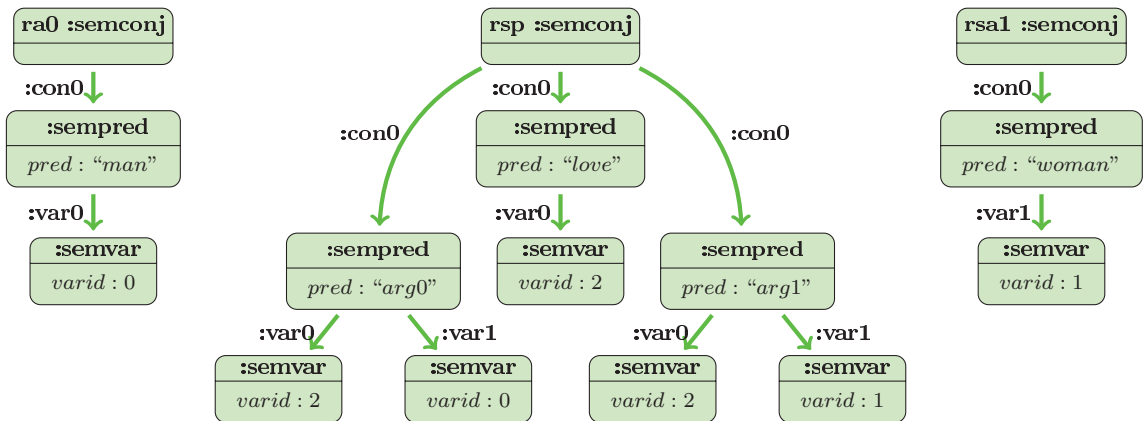 ra0 :semconj
rsp :semconj
rsa1 :semconj
:con0
:con0
:con0
:sempred
:sempred
:sempred
:con0
:con0
pred : “man”
pred : “love”
pred : “woman”
:var0
:var0
:var1
:semvar
:sempred
:semvar
:sempred
:semvar
varid : 0
pred : “arg0”
varid : 2
pred : “arg1”
varid : 1
:var0
:var1
:var0
:var1
:semvar
:semvar
:semvar
:semvar
varid : 2
varid : 0
varid : 2
varid : 1